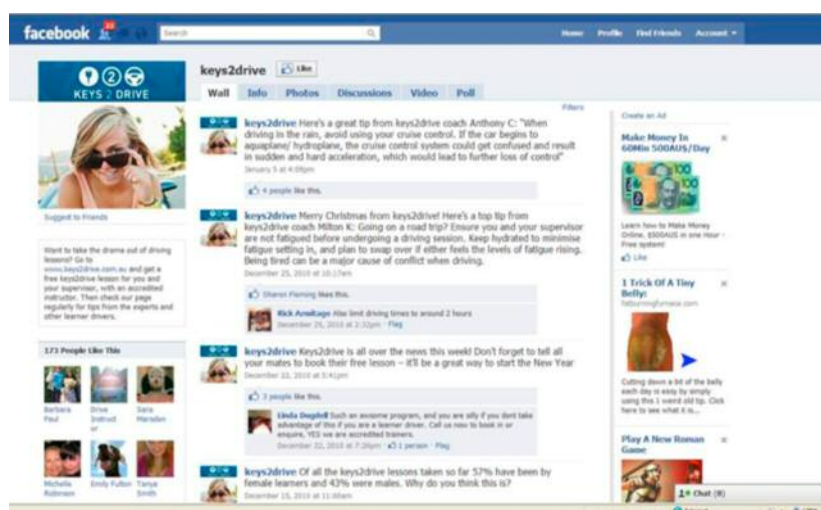 facebook
Search
Home Profile Find Friends Account
KEYS 2 DRIVE
Suggest to Friends
Want to take the drama out of driving
lessons? Go to
www.keys2drive.com.au and get a
free keys2drive lesson for you and
your supervisor, with an accredited
instructor. Then check our page
regularly for tips from the experts and
other learner drivers.
173 People Like This
Barbara
Paul
Drive
Instruct
or
Sara
Marsden
Michelle
Robinson
Emily Fulton
Tanya
Smith
keys2drive Like
Wall Info Photos Discussions Video Poll
Filters
keys2drive Here's a great tip from keys2drive coach Anthony C: "When
driving in the rain, avoid using your cruise control. If the car begins to
aquaplane/ hydroplane, the cruise control system could get confused and result
in sudden and hard acceleration, which would lead to further loss of control"
January 5 at 4:08pm
4 people like this.
keys2drive Merry Christmas from keys2drive! Here's a top tip from
keys2drive coach Milton K: Going on a road trip? Ensure you and your supervisor
are not fatigued before undergoing a driving session. Keep hydrated to minimise
fatigue setting in, and plan to swap over if either feels the levels of fatigue rising.
Being tired can be a major cause of conflict when driving.
December 25, 2010 at 10:17am
Sharon Fleming likes this.
Rick Armitage Also limit driving times to around 2 hours
December 25, 2010 at 2:32pm · Flag
keys2drive Keys2drive is all over the news this week! Don't forget to tell all
your mates to book their free lesson – it'll be a great way to start the New Year
December 22, 2010 at 5:41pm
3 people like this.
Linda Dugdell Such an awsome program, and you are silly if you dont take
advantage of this if you are a learner driver. Call us now to book in or
enquire, YES we are accredited trainers.
December 22, 2010 at 7:26pm · 1 person · Flag
keys2drive Of all the keys2drive lessons taken so far 57% have been by
female learners and 43% were males. Why do you think this is?
December 15, 2010 at 11:08am
Create an Ad
Make Money In
60Min 500AU$/Day
Learn how to Make Money
Online. $500AUS in one Hour -
Free system!
Like
1 Trick Of A Tiny
Belly:
fatburningfurnace.com
Cutting down a bit of the belly
each day is easy by simply
using this 1 weird old tip. Click
here to see what it is...
Play A New Roman
Game
Chat (8)